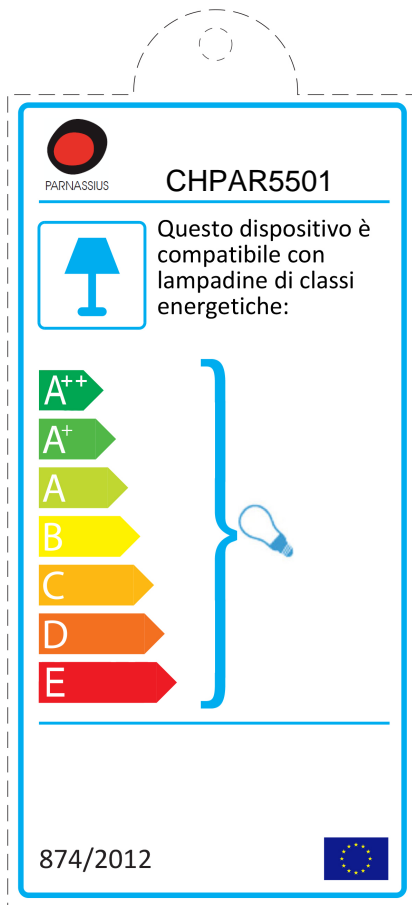 PARNASSIUS
CHPAR5501
Questo dispositivo è
compatibile con
lampadine di classi
energetiche:
A++
A+
A
B
C
D
E
874/2012